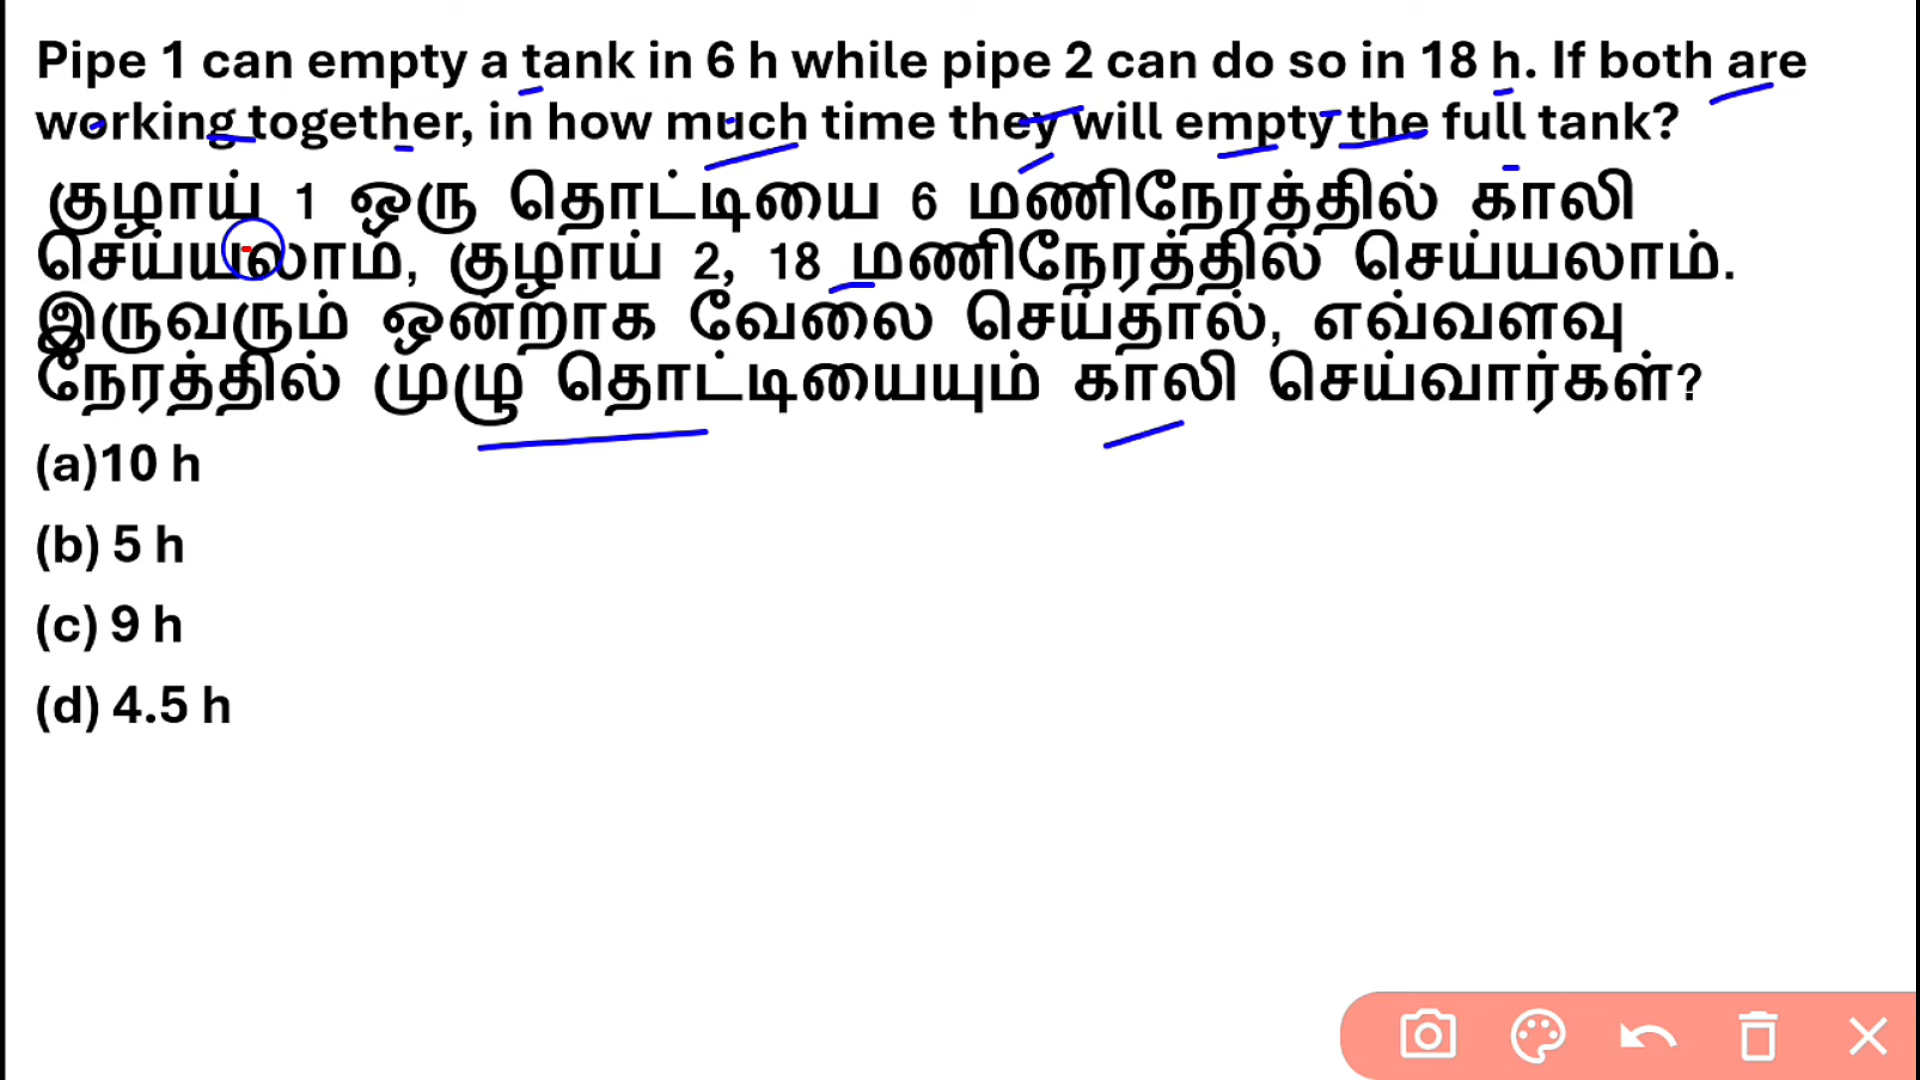 Pipe 1 can empty a tank in 6 h while pipe 2 can do so in 18 h. If both are
working together, in how much time they will empty the full tank?
குழாய் 1 ஒரு தொட்டியை 6 மணிநேரத்தில் காலி
செய்யலாம், குழாய் 2, 18 மணிநேரத்தில் செய்யலாம்.
இருவரும் ஒன்றாக வேலை செய்தால், எவ்வளவு
நேரத்தில் முழு தொட்டியையும் காலி செய்வார்கள்?
(a)10 h
(b) 5 h
(c) 9 h
(d) 4.5 h